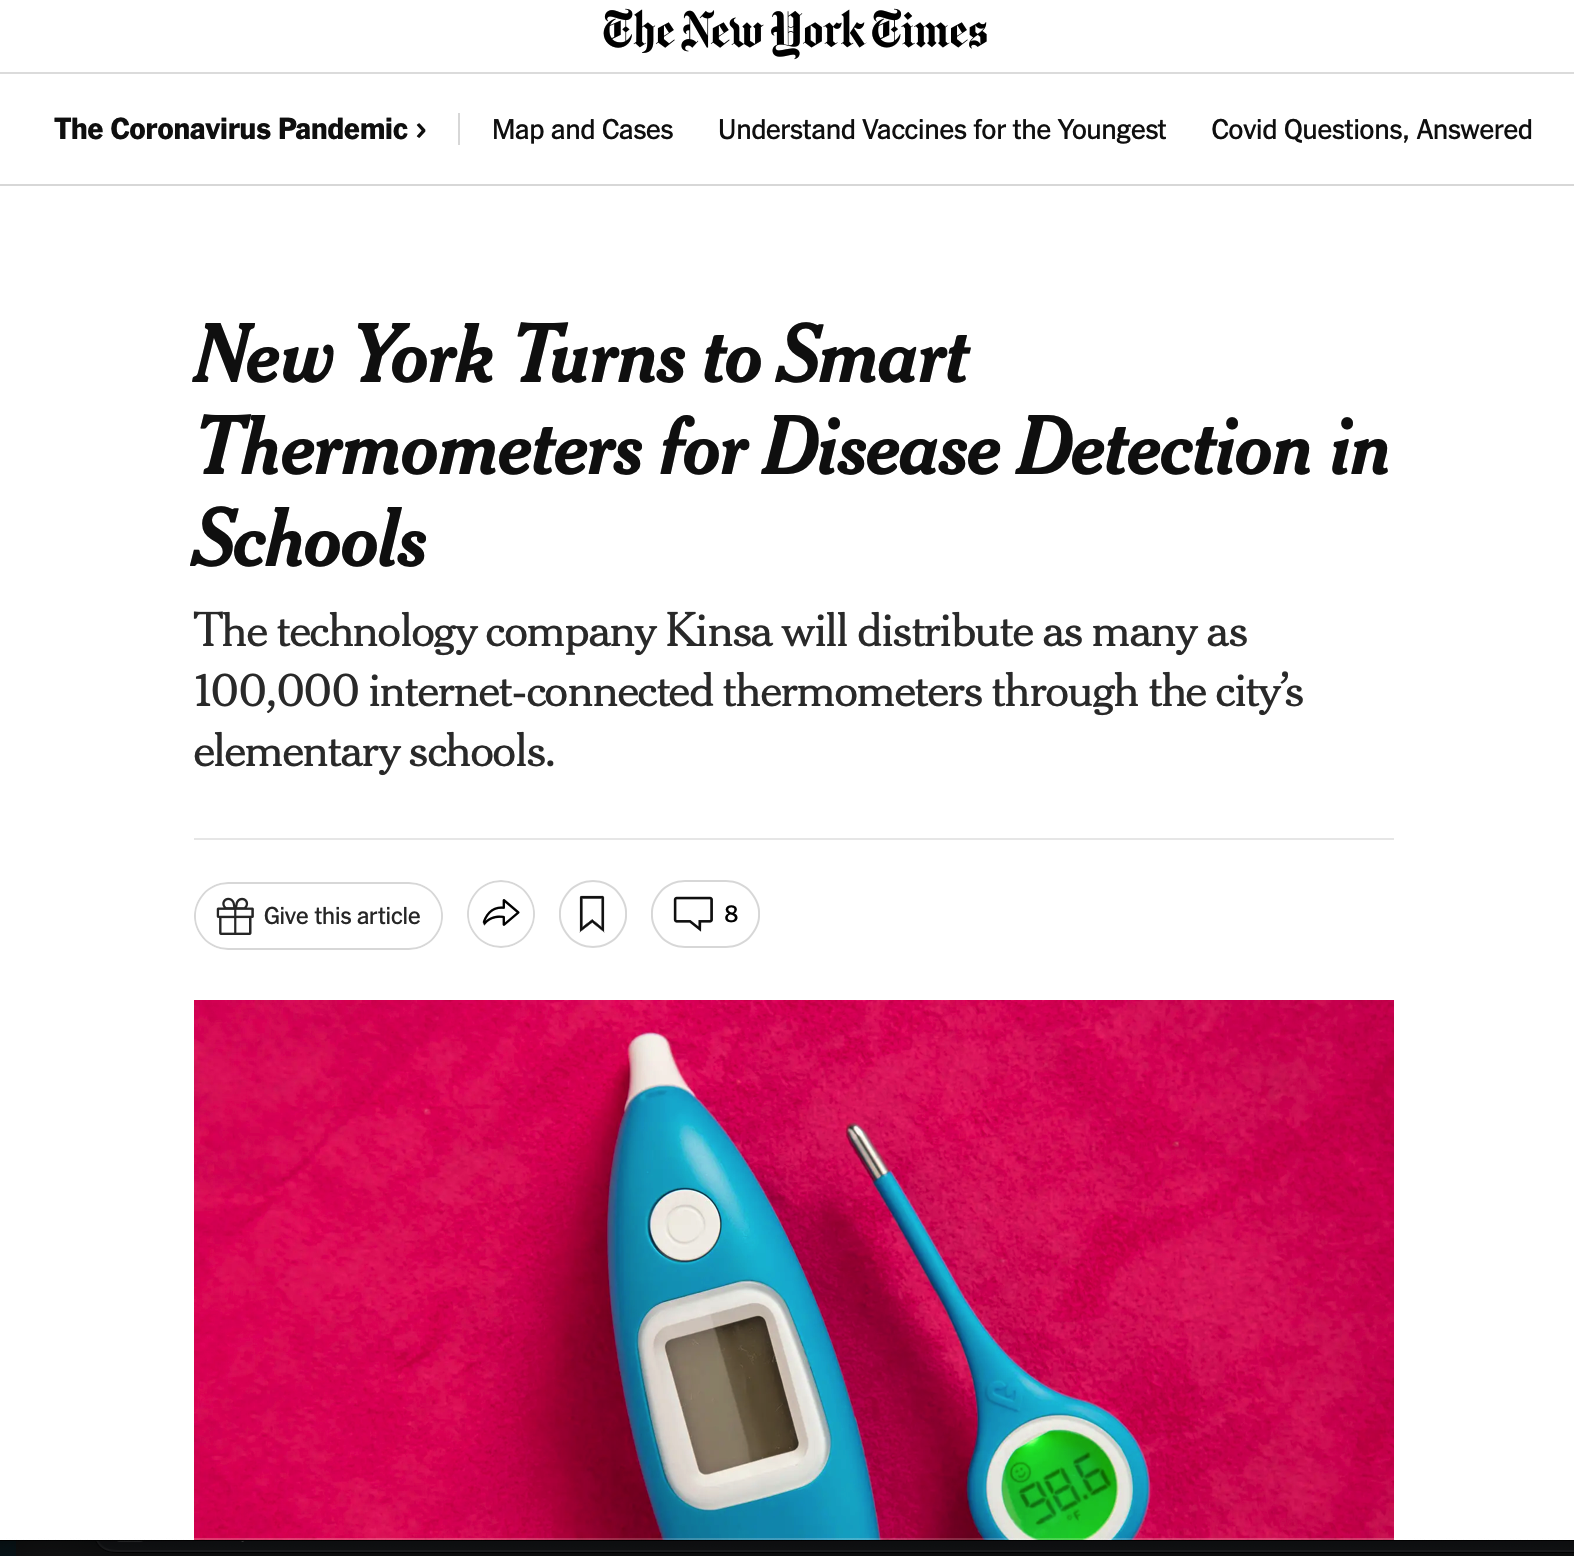 The New York Times
The Coronavirus Pandemic › Map and Cases Understand Vaccines for the Youngest Covid Questions, Answered
New York Turns to Smart
Thermometers for Disease Detection in
Schools
The technology company Kinsa will distribute as many as
100,000 internet-connected thermometers through the city’s
elementary schools.
Give this article 8
98.6
°F